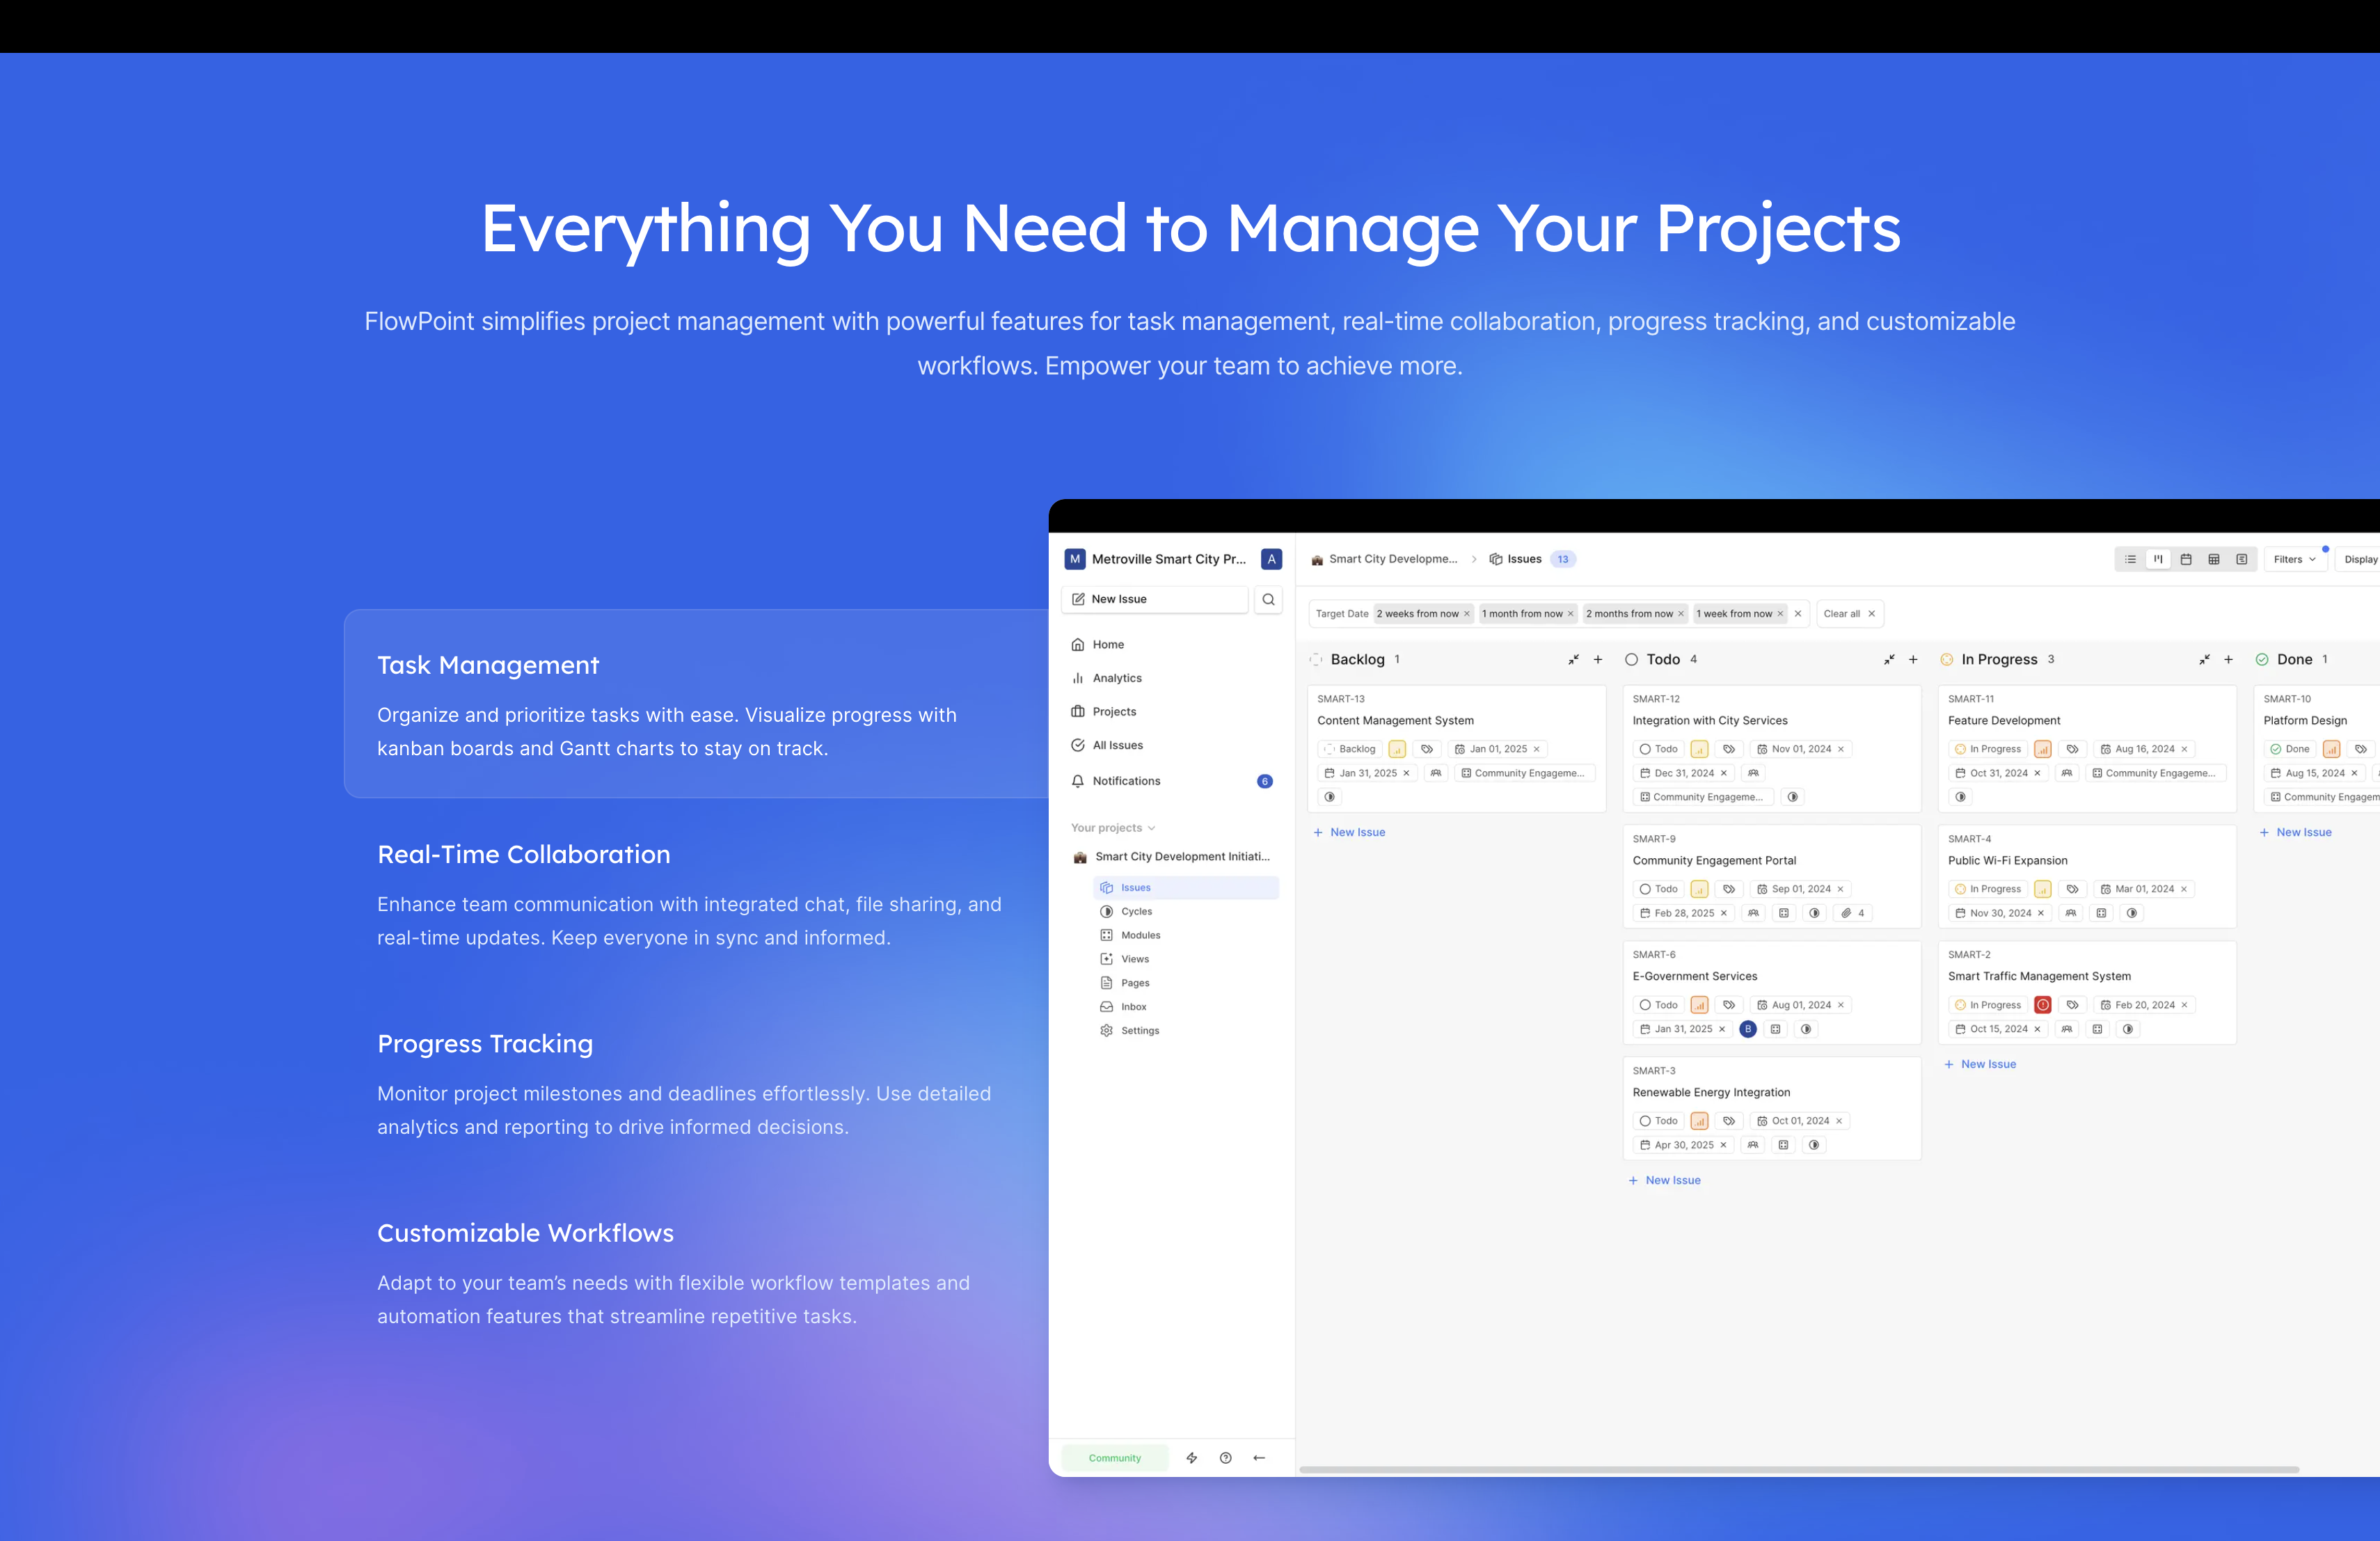 Everything You Need to Manage Your Projects
FlowPoint simplifies project management with powerful features for task management, real-time collaboration, progress tracking, and customizable
workflows. Empower your team to achieve more.
Task Management
Organize and prioritize tasks with ease. Visualize progress with
kanban boards and Gantt charts to stay on track.
Real-Time Collaboration
Enhance team communication with integrated chat, file sharing, and
real-time updates. Keep everyone in sync and informed.
Progress Tracking
Monitor project milestones and deadlines effortlessly. Use detailed
analytics and reporting to drive informed decisions.
Customizable Workflows
Adapt to your team’s needs with flexible workflow templates and
automation features that streamline repetitive tasks.
M Metroville Smart City Pr... A
New Issue
Home
Analytics
Projects
All Issues
Notifications 6
Your projects
Smart City Development Initiati...
Issues
Cycles
Modules
Views
Pages
Inbox
Settings
Community
Smart City Developme... Issues 13
Filters
Display
Target Date 2 weeks from now 1 month from now 2 months from now 1 week from now Clear all
Backlog 1
SMART-13
Content Management System
Backlog Jan 01, 2025
Jan 31, 2025 Community Engageme...
+ New Issue
Todo 4
SMART-12
Integration with City Services
Todo Nov 01, 2024
Dec 31, 2024
Community Engageme...
SMART-9
Community Engagement Portal
Todo Sep 01, 2024
Feb 28, 2025 4
SMART-6
E-Government Services
Todo Aug 01, 2024
Jan 31, 2025 B
SMART-3
Renewable Energy Integration
Todo Oct 01, 2024
Apr 30, 2025
+ New Issue
In Progress 3
SMART-11
Feature Development
In Progress Aug 16, 2024
Oct 31, 2024 Community Engageme...
SMART-4
Public Wi-Fi Expansion
In Progress Mar 01, 2024
Nov 30, 2024
SMART-2
Smart Traffic Management System
In Progress Feb 20, 2024
Oct 15, 2024
+ New Issue
Done 1
SMART-10
Platform Design
Done
Aug 15, 2024
Community Engagem
+ New Issue